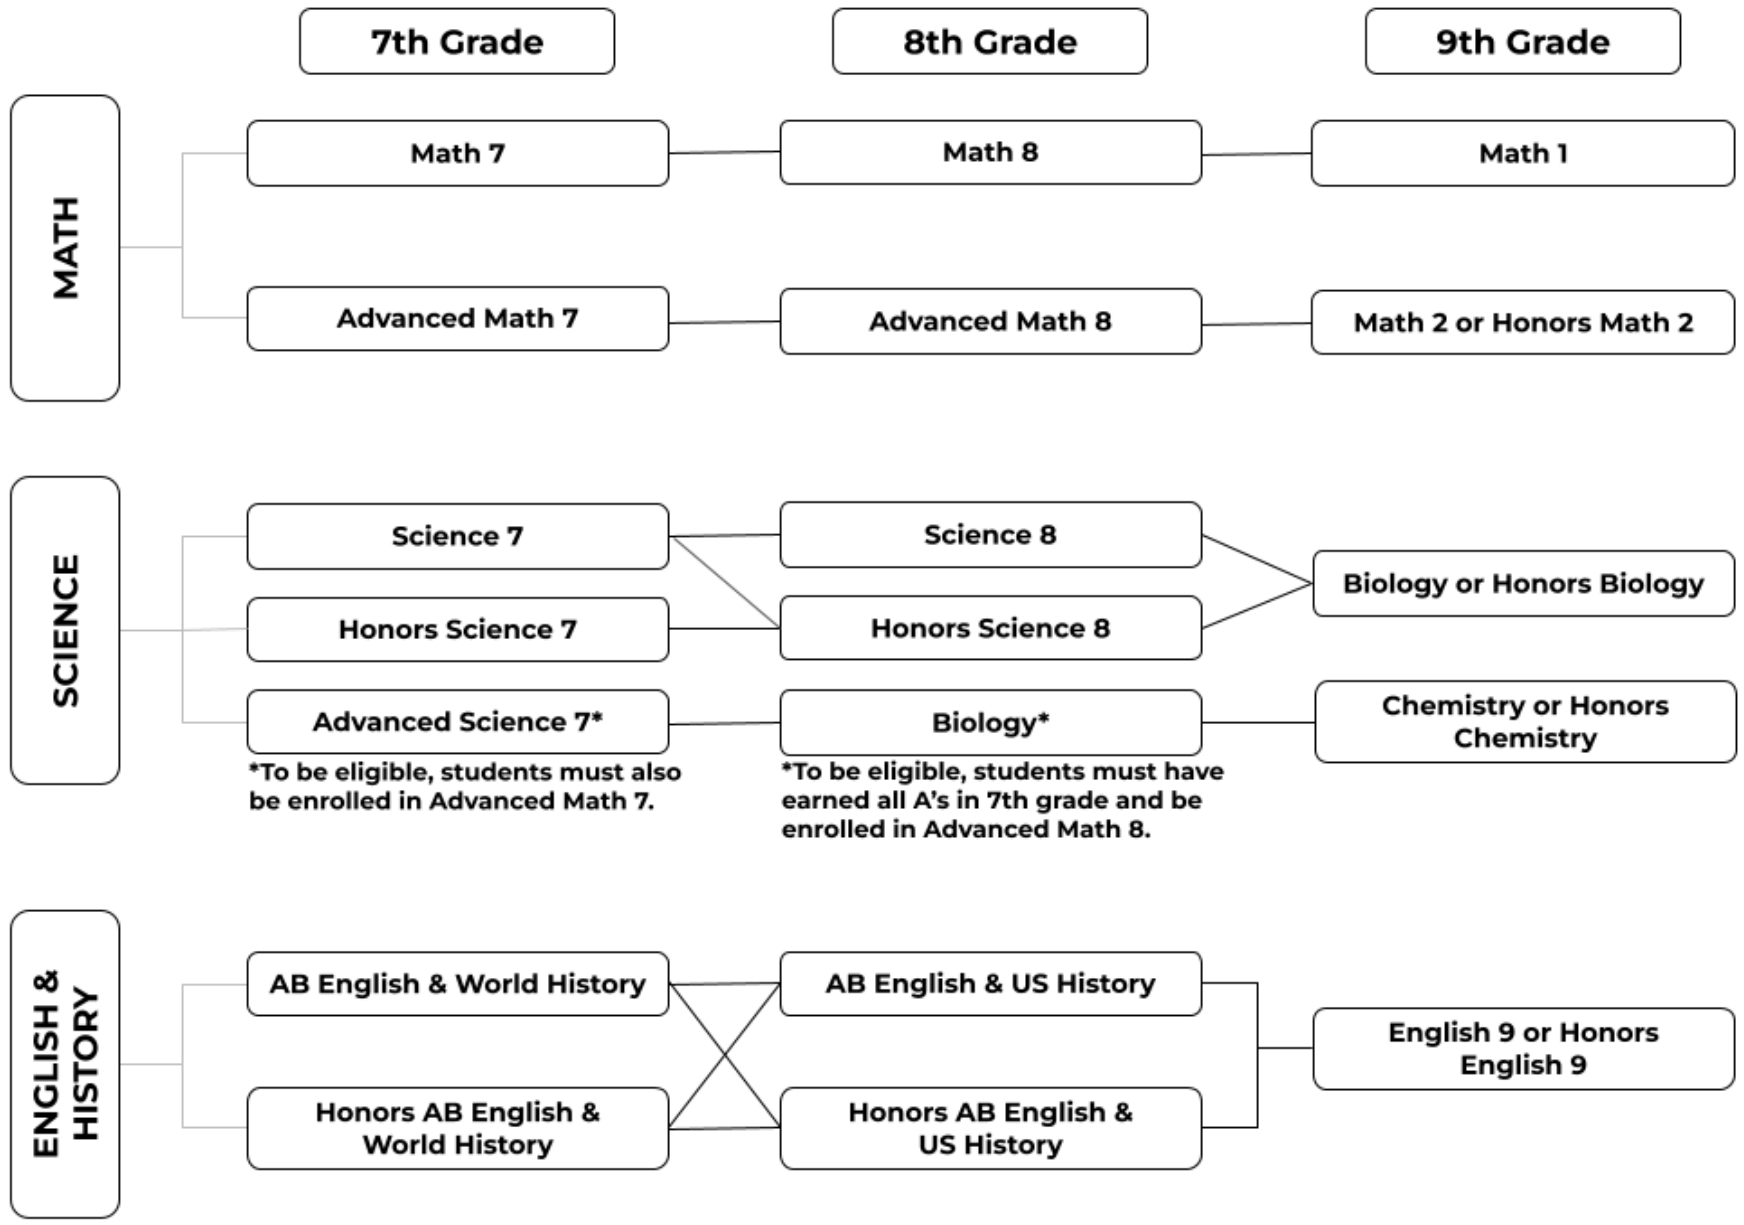 7th Grade
8th Grade
9th Grade
MATH
Math 7
Math 8
Math 1
Advanced Math 7
Advanced Math 8
Math 2 or Honors Math 2
SCIENCE
Science 7
Science 8
Biology or Honors Biology
Honors Science 7
Honors Science 8
Advanced Science 7*
Biology*
Chemistry or Honors
Chemistry
*To be eligible, students must also
be enrolled in Advanced Math 7.
*To be eligible, students must have
earned all A’s in 7th grade and be
enrolled in Advanced Math 8.
ENGLISH &
HISTORY
AB English & World History
AB English & US History
English 9 or Honors
English 9
Honors AB English &
World History
Honors AB English &
US History